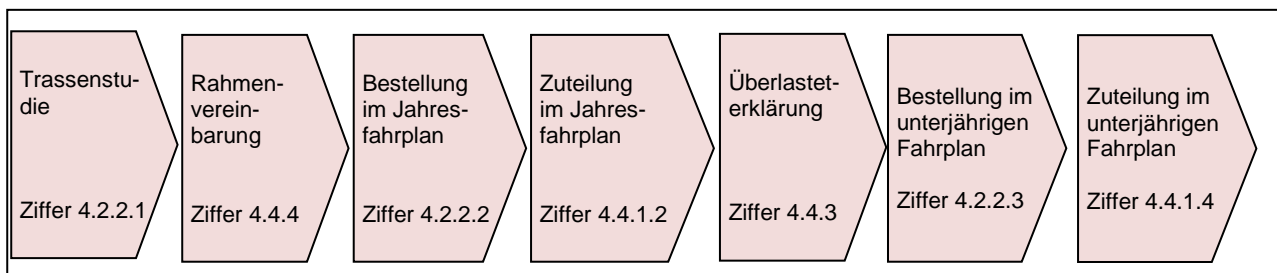 Trassenstu-
die
Ziffer 4.2.2.1
Rahmen-
verein-
barung
Ziffer 4.4.4
Bestellung
im Jahres-
fahrplan
Ziffer 4.2.2.2
Zuteilung
im Jahres-
fahrplan
Ziffer 4.4.1.2
Überlastet-
erklärung
Ziffer 4.4.3
Bestellung im
unterjährigen
Fahrplan
Ziffer 4.2.2.3
Zuteilung im
unterjährigen
Fahrplan
Ziffer 4.4.1.4